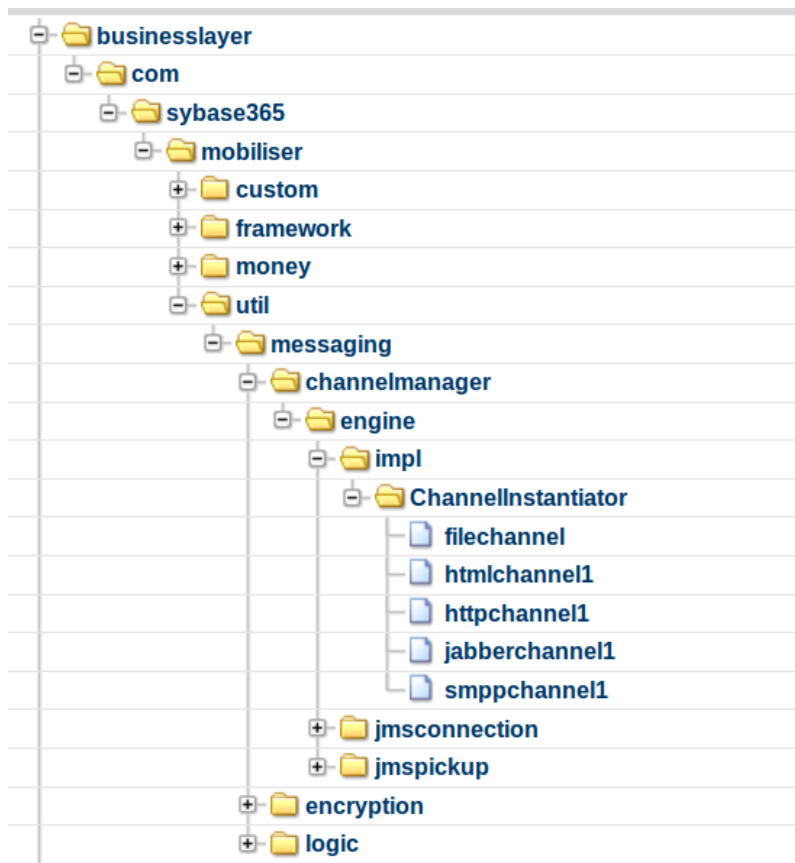 businesslayer
com
sybase365
mobiliser
custom
framework
money
util
messaging
channelmanager
engine
impl
ChannelInstantiator
filechannel
htmlchannel1
httpchannel1
jabberchannel1
smppchannel1
jmsconnection
jmspickup
encryption
logic